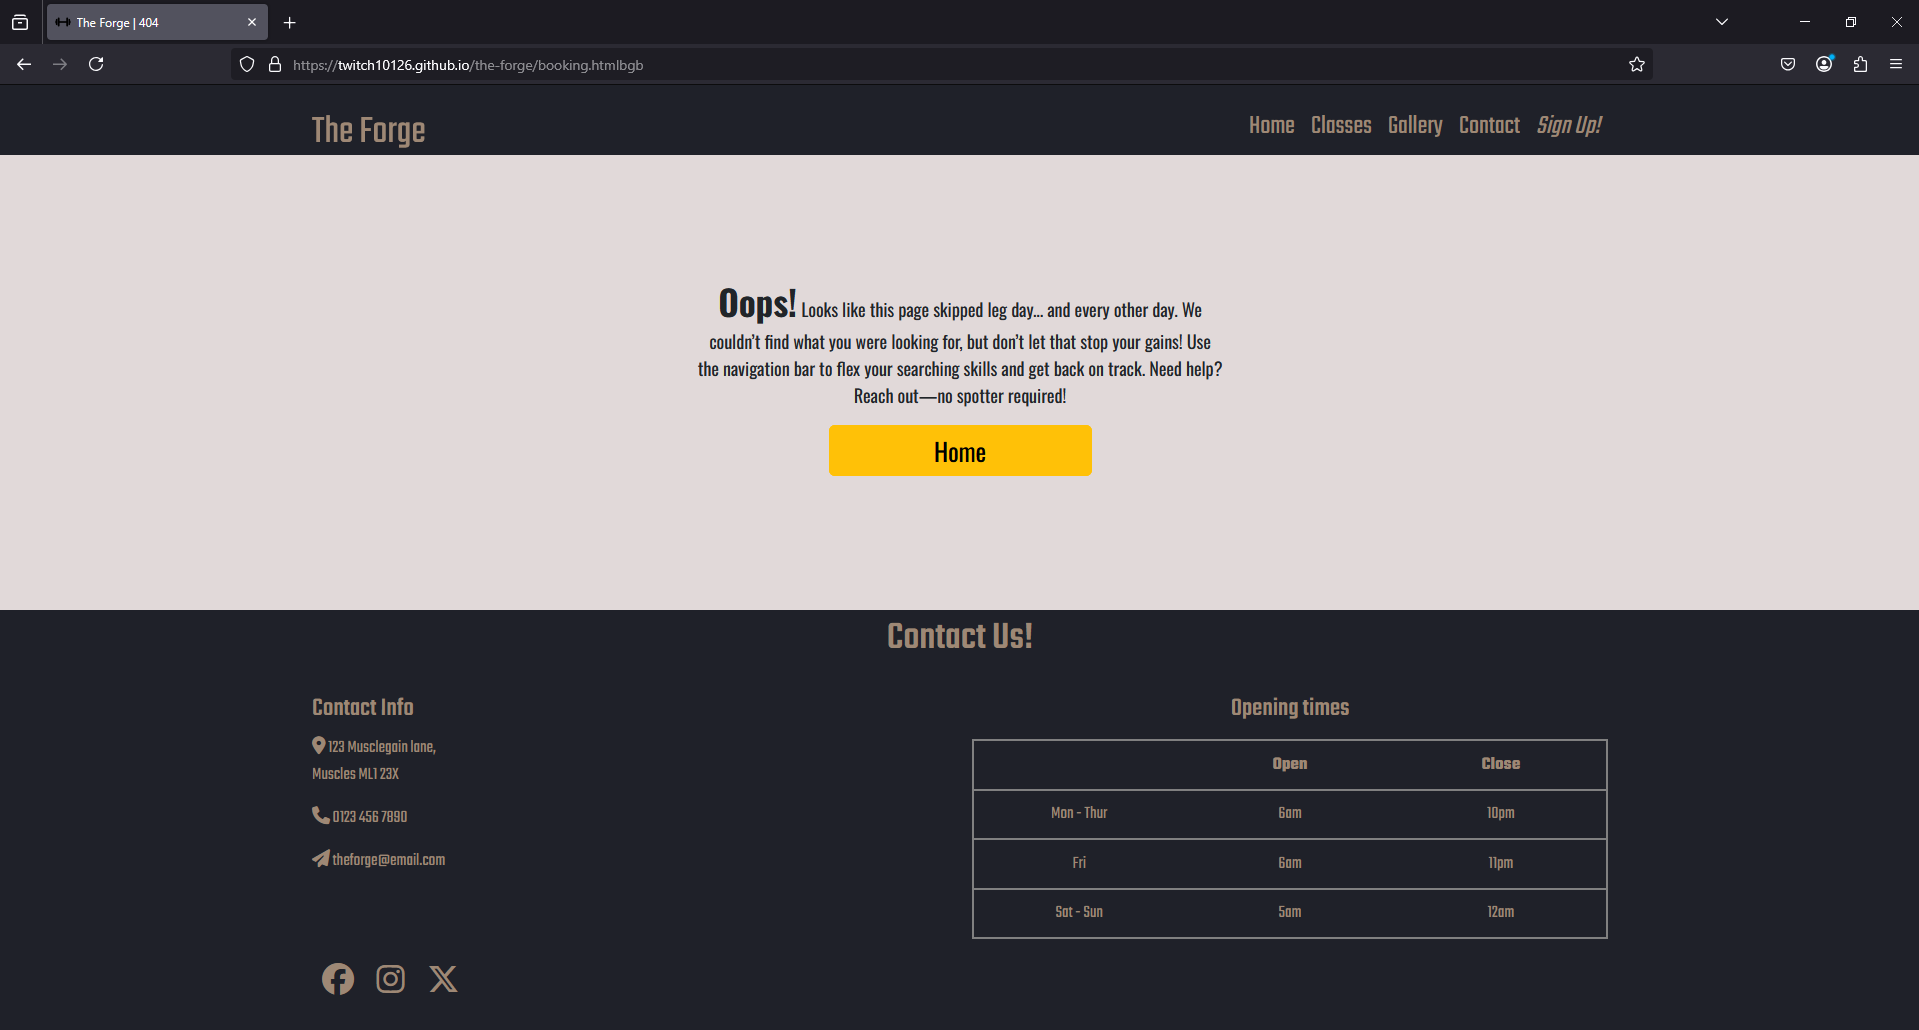 The Forge | 404
https://twitch10126.github.io/the-forge/booking.htmlbgb
The Forge
Home Classes Gallery Contact Sign Up!
Oops! Looks like this page skipped leg day... and every other day. We
couldn’t find what you were looking for, but don’t let that stop your gains! Use
the navigation bar to flex your searching skills and get back on track. Need help?
Reach out—no spotter required!
Home
Contact Us!
Contact Info
123 Musclegain lane,
Muscles ML1 23X
0123 456 7890
theforge@email.com
Opening times
Open Close
Mon - Thur 6am 10pm
Fri 6am 11pm
Sat - Sun 5am 12am